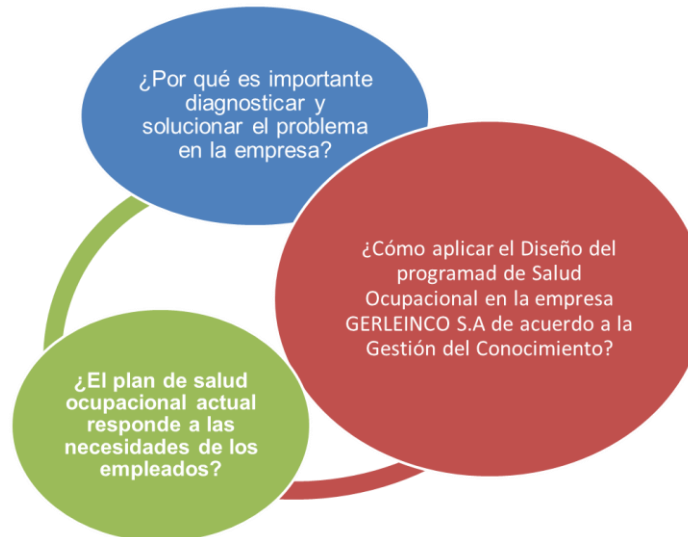 ¿Por qué es importante
diagnosticar y
solucionar el problema
en la empresa?
¿Cómo aplicar el Diseño del
programad de Salud
Ocupacional en la empresa
GERLEINCO S.A de acuerdo a la
Gestión del Conocimiento?
¿El plan de salud
ocupacional actual
responde a las
necesidades de los
empleados?